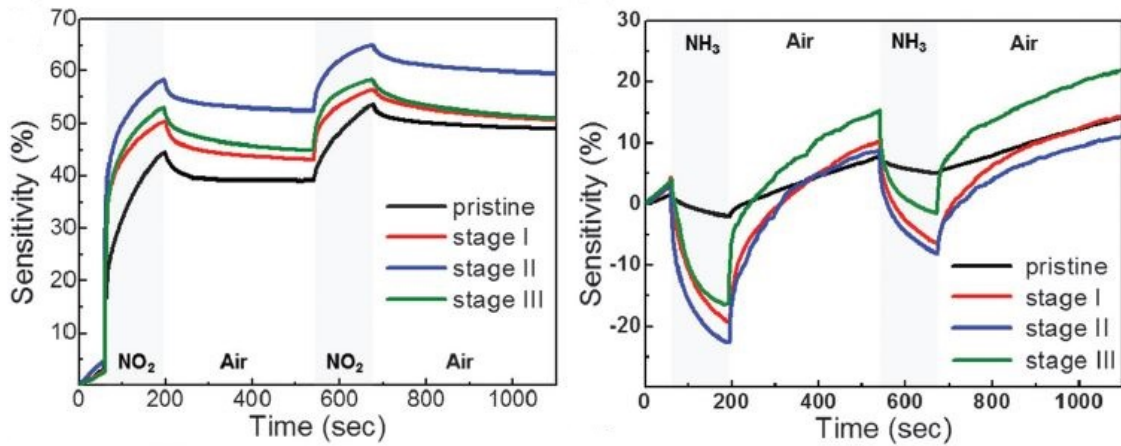 70
60
50
40
30
20
10
Sensitivity (%)
NO₂ Air NO₂ Air
pristine
stage I
stage II
stage III
0 200 400 600 800 1000
Time (sec)
30
20
10
0
-10
-20
Sensitivity (%)
NH₃ Air NH₃ Air
pristine
stage I
stage II
stage III
0 200 400 600 800 1000
Time (sec)